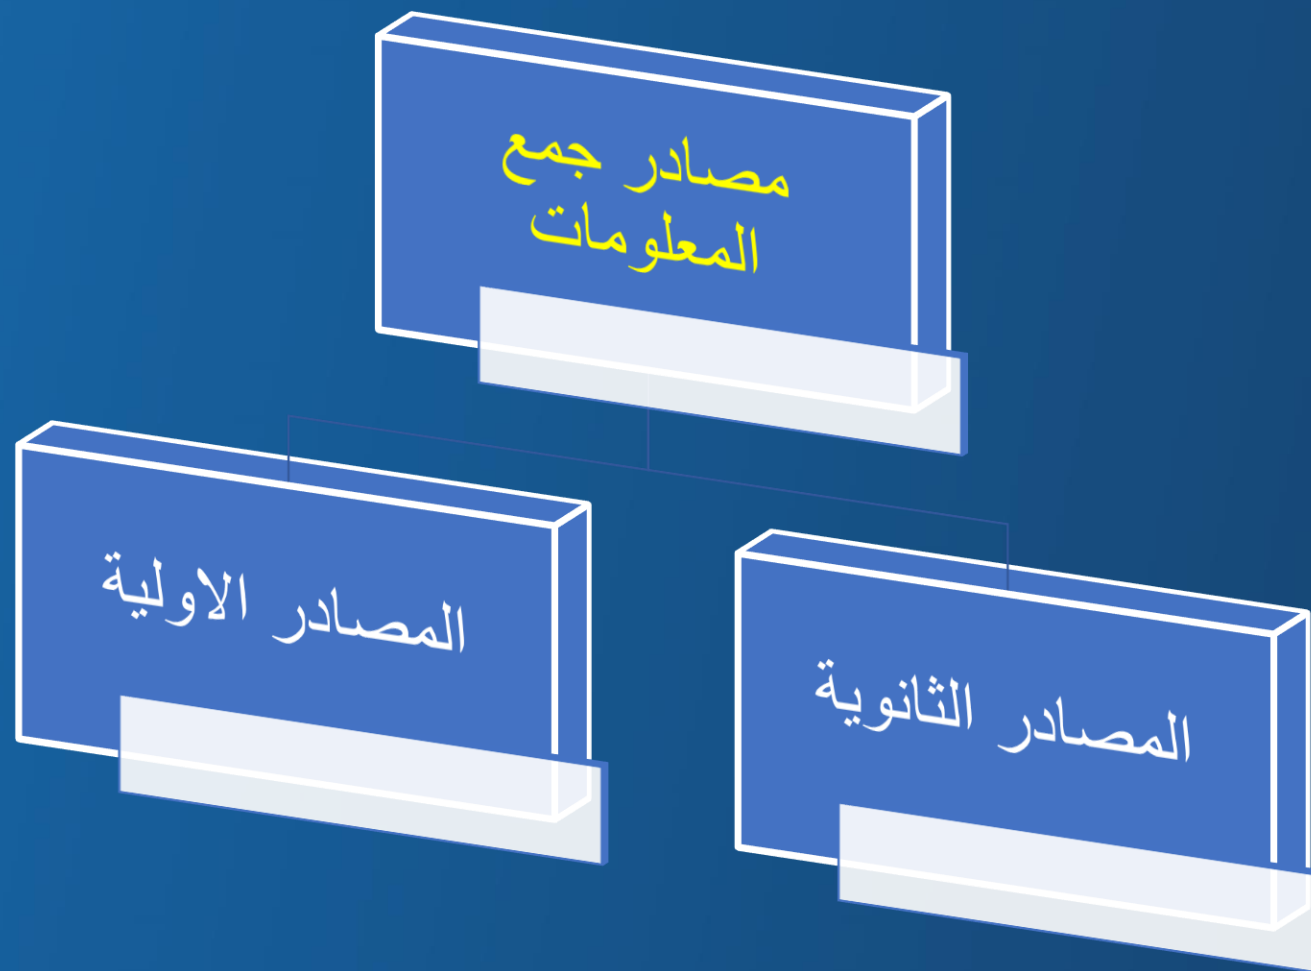 مصادر جمع
المعلومات
المصادر الاولية
المصادر الثانوية